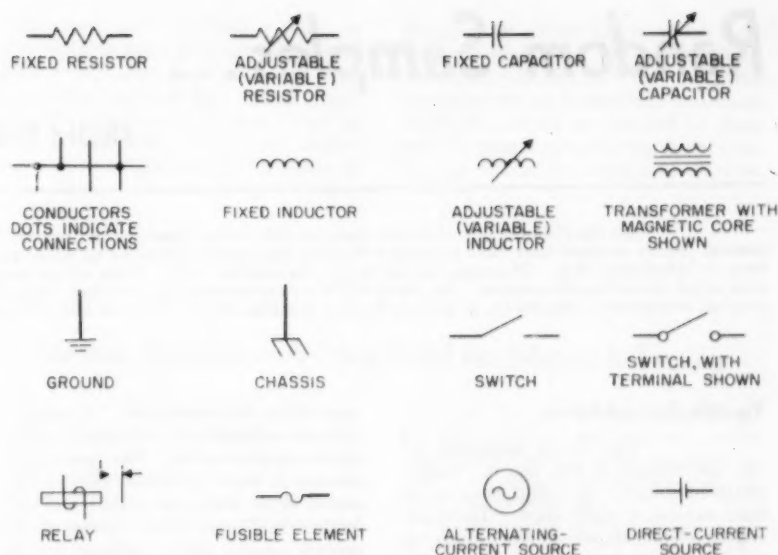 FIXED RESISTOR
ADJUSTABLE
(VARIABLE)
RESISTOR
FIXED CAPACITOR
ADJUSTABLE
(VARIABLE)
CAPACITOR
CONDUCTORS
DOTS INDICATE
CONNECTIONS
FIXED INDUCTOR
ADJUSTABLE
(VARIABLE)
INDUCTOR
TRANSFORMER WITH
MAGNETIC CORE
SHOWN
GROUND
CHASSIS
SWITCH
SWITCH, WITH
TERMINAL SHOWN
RELAY
FUSIBLE ELEMENT
ALTERNATING-
CURRENT SOURCE
DIRECT-CURRENT
SOURCE